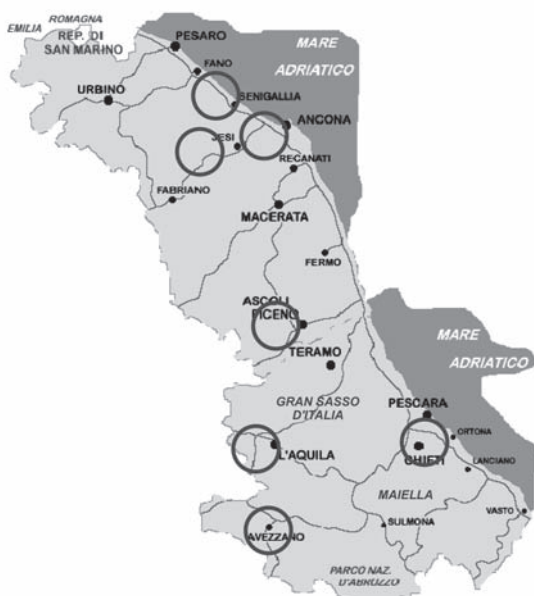 EMILIA ROMAGNA
REP. DI
SAN MARINO
PESARO
MARE
ADRIATICO
FANO
URBINO
SENIGALLIA
ANCONA
JESI
RECANATI
FABRIANO
MACERATA
FERMO
ASCOLI
PICENO
TERAMO
MARE
ADRIATICO
GRAN SASSO
D'ITALIA
PESCARA
ORTONA
L'AQUILA
CHIETI
LANCIANO
MAIELLA
VASTO
SULMONA
AVEZZANO
PARCO NAZ.
D'ABRUZZO